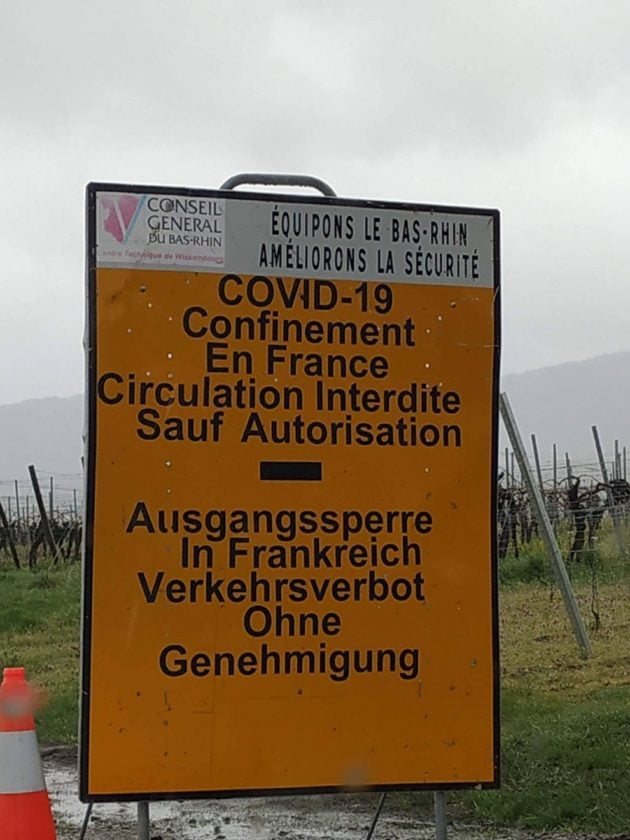 CONSEIL
GENERAL
DU BAS-RHIN
Centre Technique de Wissembourg
ÉQUIPONS LE BAS-RHIN
AMÉLIORONS LA SÉCURITÉ
COVID-19
Confinement
En France
Circulation Interdite
Sauf Autorisation
Ausgangssperre
In Frankreich
Verkehrsverbot
Ohne
Genehmigung